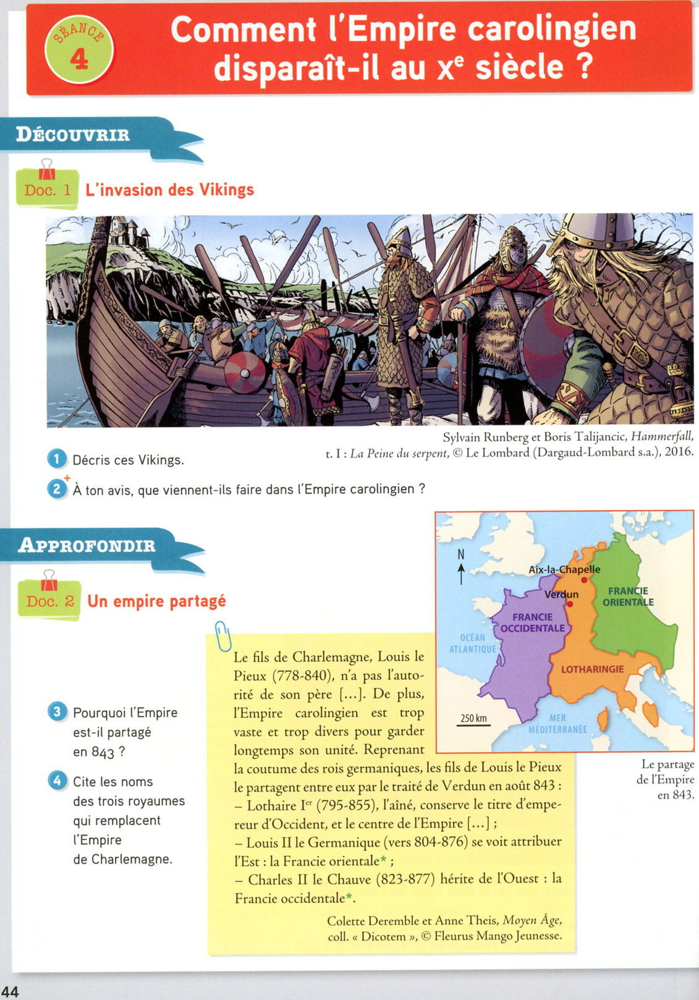 SÉANCE
4
Comment l'Empire carolingien
disparaît-il au Xe siècle ?
DÉCOUVRIR
Doc. 1
L'invasion des Vikings
Sylvain Runberg et Boris Talijancic, Hammerfall,
t. I : La Peine du serpent, © Le Lombard (Dargaud-Lombard s.a.), 2016.
1 Décris ces Vikings.
2 + À ton avis, que viennent-ils faire dans l'Empire carolingien ?
APPROFONDIR
Doc. 2
Un empire partagé
N
Aix-la-Chapelle
Verdun
FRANCIE
ORIENTALE
FRANCIE
OCCIDENTALE
OCÉAN
ATLANTIQUE
LOTHARINGIE
250 km
MER
MÉDITERRANÉE
Le partage
de l'Empire
en 843.
3 Pourquoi l'Empire
est-il partagé
en 843 ?
4 Cite les noms
des trois royaumes
qui remplacent
l'Empire
de Charlemagne.
Le fils de Charlemagne, Louis le
Pieux (778-840), n'a pas l'auto-
rité de son père [...]. De plus,
l'Empire carolingien est trop
vaste et trop divers pour garder
longtemps son unité. Reprenant
la coutume des rois germaniques, les fils de Louis le Pieux
le partagent entre eux par le traité de Verdun en août 843 :
– Lothaire Ier (795-855), l'aîné, conserve le titre d'empe-
reur d'Occident, et le centre de l'Empire [...] ;
– Louis II le Germanique (vers 804-876) se voit attribuer
l'Est : la Francie orientale* ;
– Charles II le Chauve (823-877) hérite de l'Ouest : la
Francie occidentale*.
Colette Deremble et Anne Theis, Moyen Âge,
coll. « Dicotem », © Fleurus Mango Jeunesse.
44